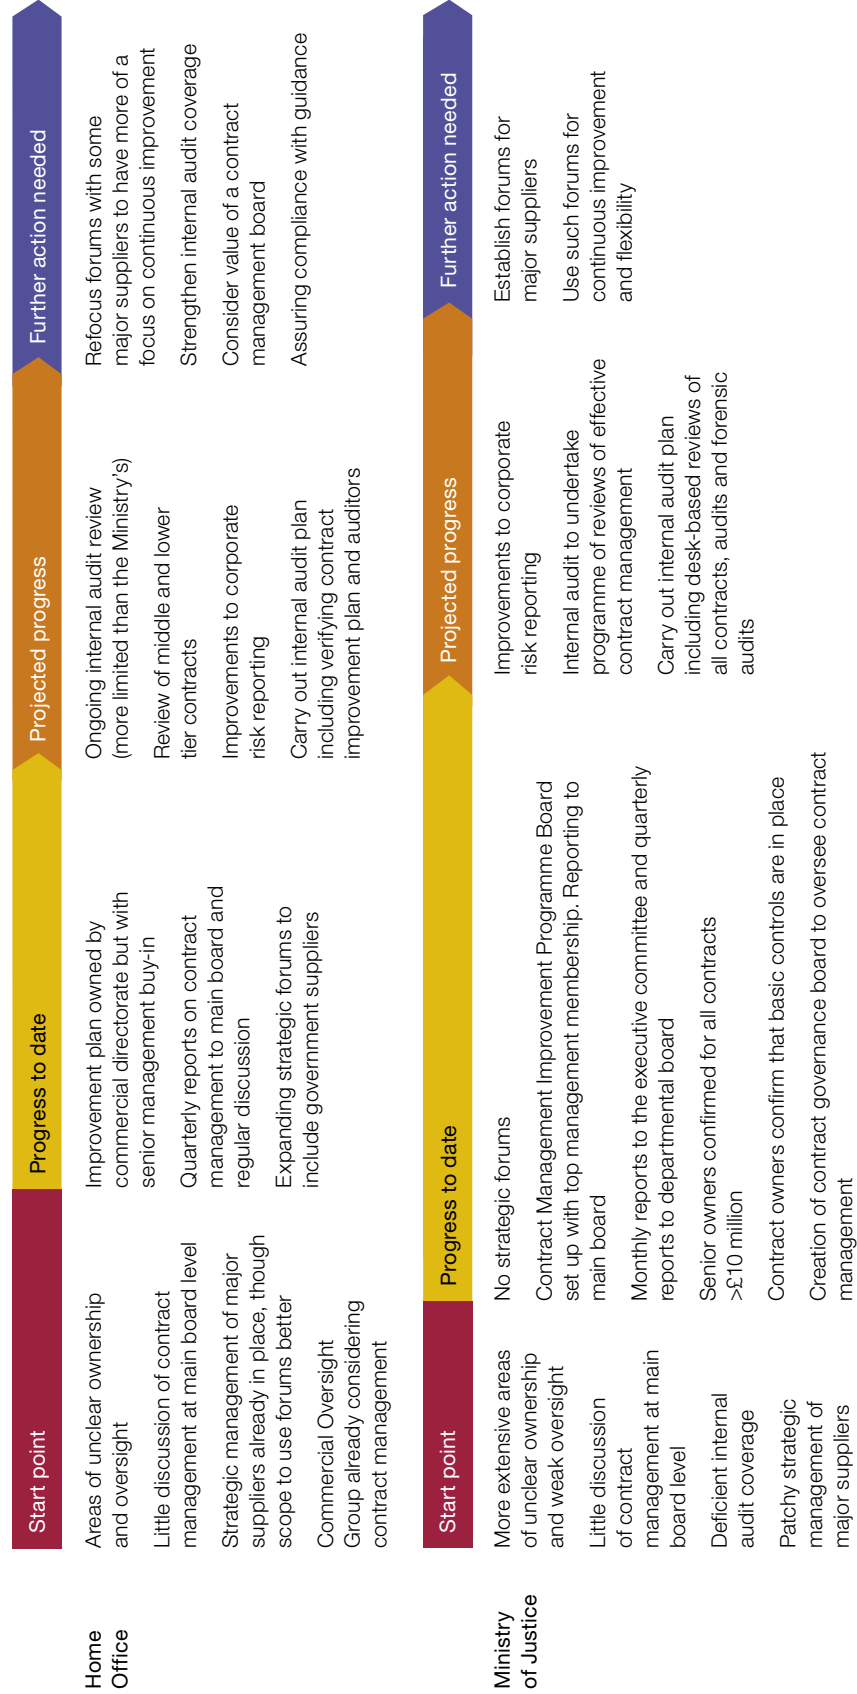 Home
Office
Start point
Areas of unclear ownership
and oversight
Little discussion of contract
management at main board level
Strategic management of major
suppliers already in place, though
scope to use forums better
Commercial Oversight
Group already considering
contract management
Progress to date
Improvement plan owned by
commercial directorate but with
senior management buy-in
Quarterly reports on contract
management to main board and
regular discussion
Expanding strategic forums to
include government suppliers
Projected progress
Ongoing internal audit review
(more limited than the Ministry’s)
Review of middle and lower
tier contracts
Improvements to corporate
risk reporting
Carry out internal audit plan
including verifying contract
improvement plan and auditors
Further action needed
Refocus forums with some
major suppliers to have more of a
focus on continuous improvement
Strengthen internal audit coverage
Consider value of a contract
management board
Assuring compliance with guidance
Ministry
of Justice
Start point
More extensive areas
of unclear ownership
and weak oversight
Little discussion
of contract
management at main
board level
Deficient internal
audit coverage
Patchy strategic
management of
major suppliers
Progress to date
No strategic forums
Contract Management Improvement Programme Board
set up with top management membership. Reporting to
main board
Monthly reports to the executive committee and quarterly
reports to departmental board
Senior owners confirmed for all contracts
>£10 million
Contract owners confirm that basic controls are in place
Creation of contract governance board to oversee contract
management
Projected progress
Improvements to corporate
risk reporting
Internal audit to undertake
programme of reviews of effective
contract management
Carry out internal audit plan
including desk-based reviews of
all contracts, audits and forensic
audits
Further action needed
Establish forums for
major suppliers
Use such forums for
continuous improvement
and flexibility